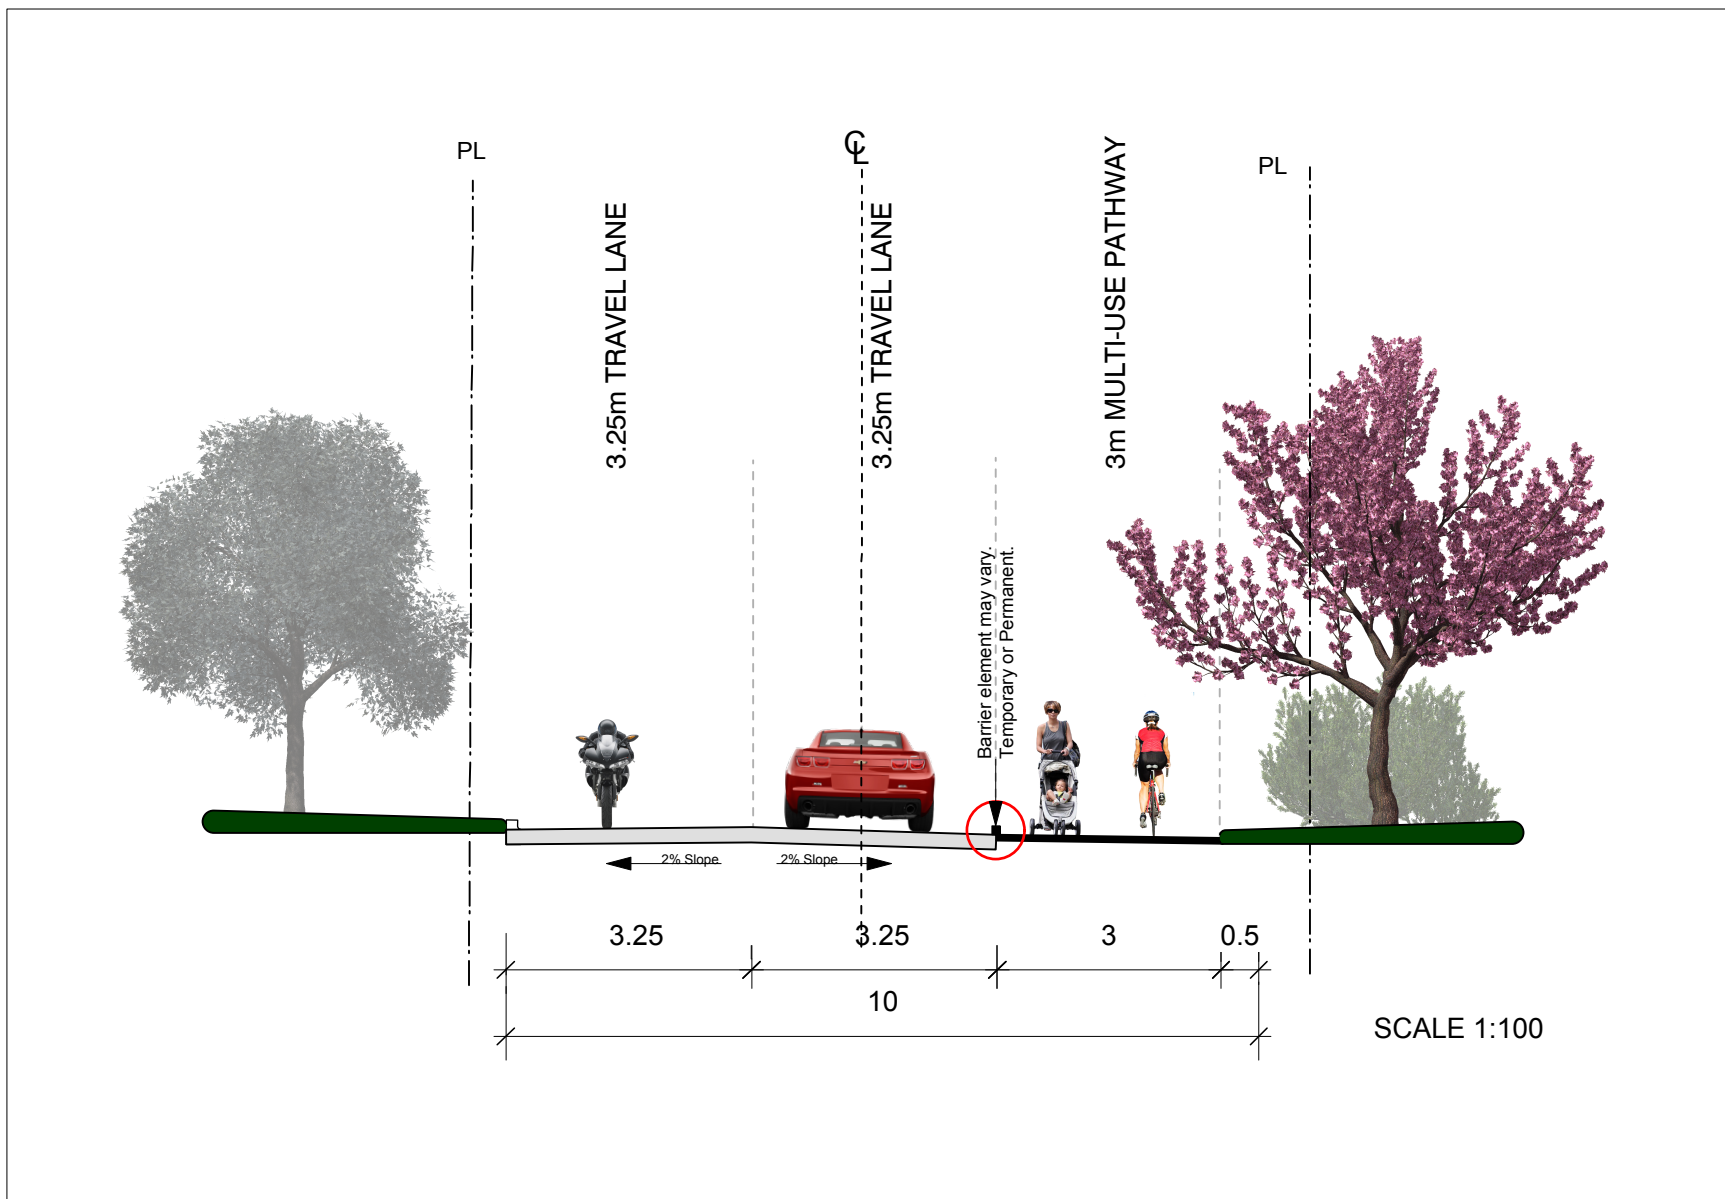 PL
℄
PL
3.25m TRAVEL LANE
3.25m TRAVEL LANE
3m MULTI-USE PATHWAY
Barrier element may vary.
Temporary or Permanent.
2% Slope
2% Slope
3.25
3.25
3
0.5
10
SCALE 1:100